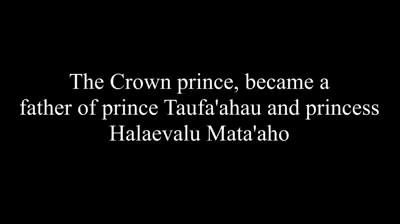 The Crown prince, became a
father of prince Taufa'ahau and princess
Halaevalu Mata'aho